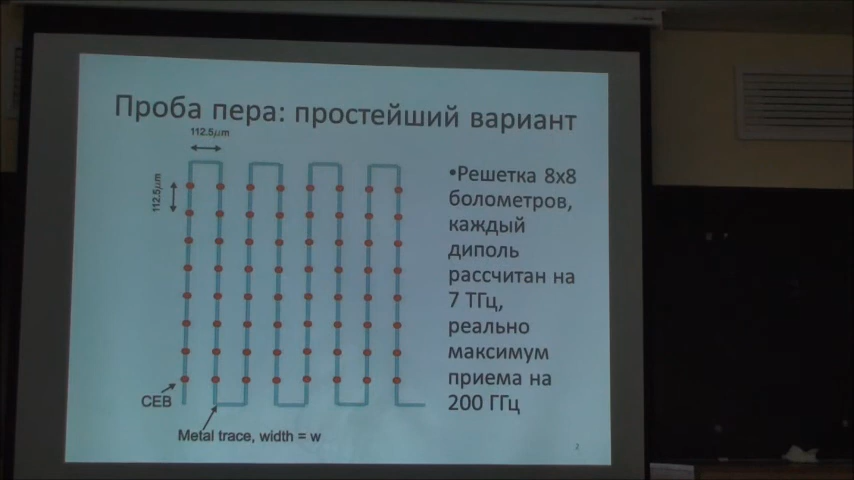 Проба пера: простейший вариант
112.5μm
112.5μm
•Решетка 8х8
болометров,
каждый
диполь
рассчитан на
7 ТГц,
реально
максимум
приема на
200 ГГц
CEB
Metal trace, width = w
2